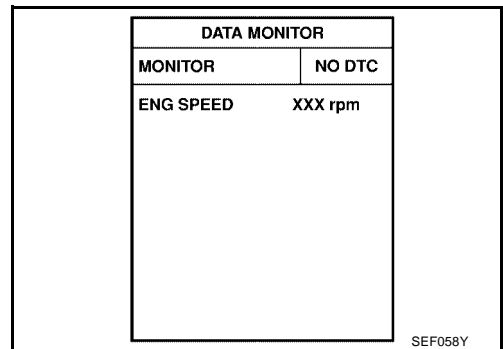 DATA MONITOR
MONITOR NO DTC
ENG SPEED XXX rpm
SEF058Y